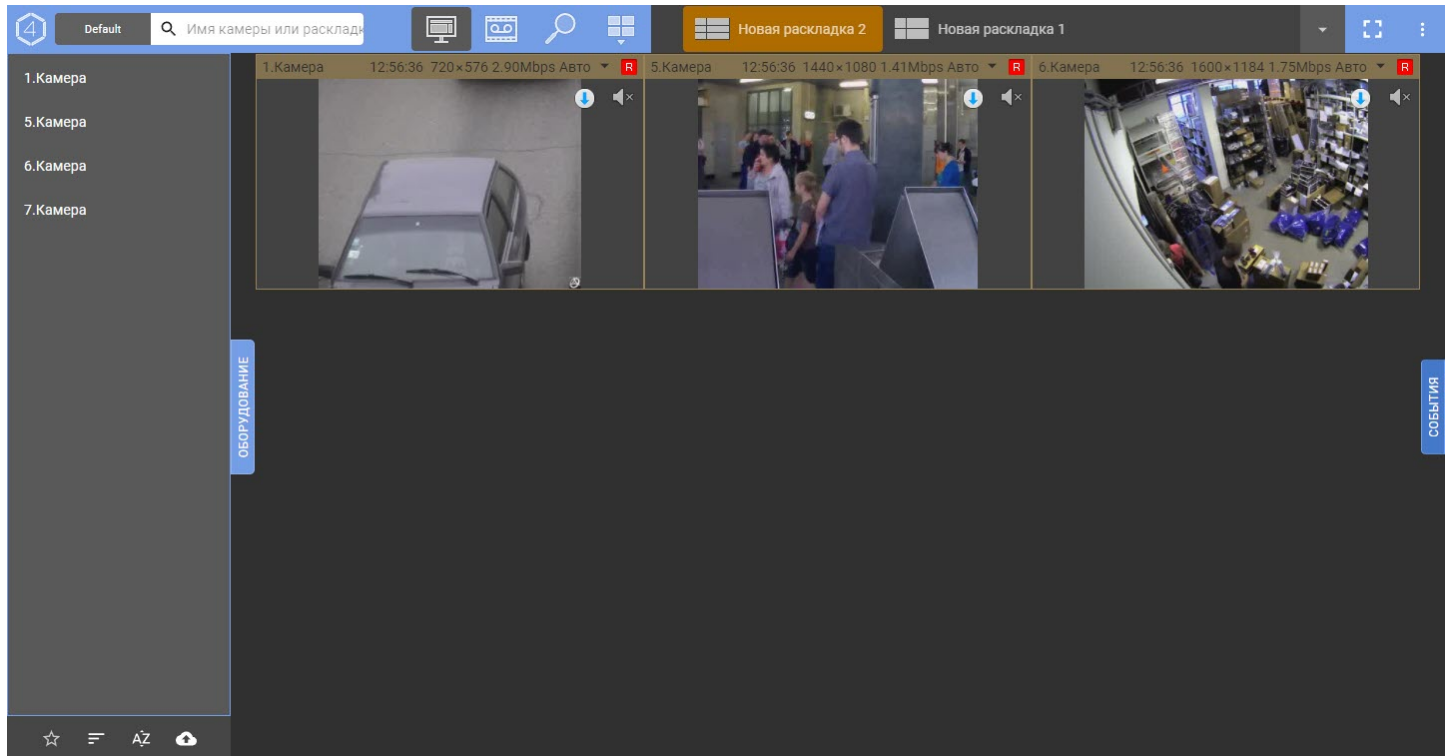 4 Default Имя камеры или расклад Новая раскладка 2 Новая раскладка 1
1.Камера 12:56:36 720×576 2.90Mbps Авто R 5.Камера 12:56:36 1440×1080 1.41Mbps Авто R 6.Камера 12:56:36 1600×1184 1.75Mbps Авто R
1.Камера
5.Камера
6.Камера
7.Камера
ОБОРУДОВАНИЕ
СОБЫТИЯ
AZ